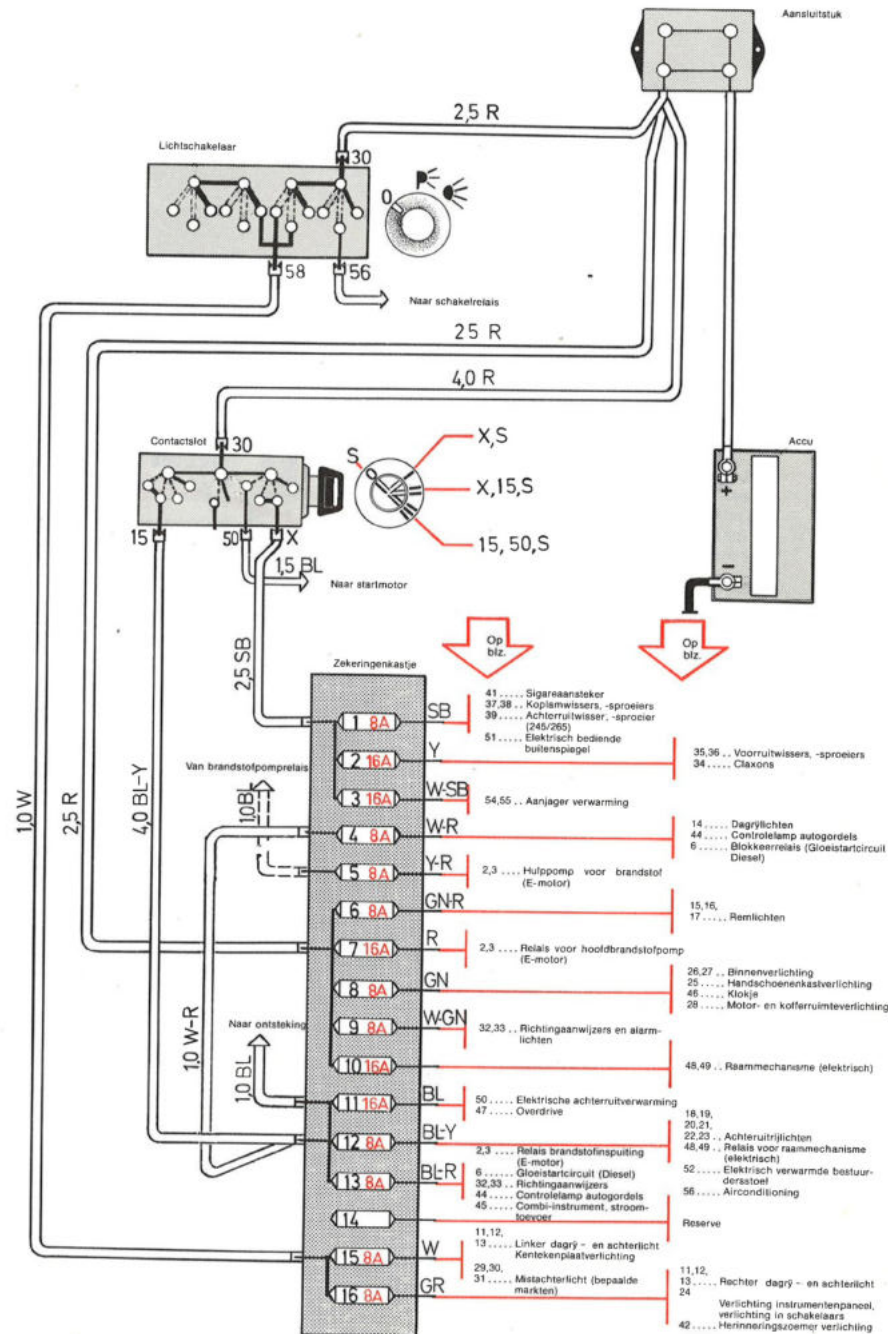 Aansluitstuk
2,5 R
Lichtschakelaar
30
0
58
56
Naar schakelrelais
25 R
4,0 R
Contactslot
30
S
X,S
X,15,S
15, 50,S
Accu
+
−
15
50
X
1,5 BL
Naar startmotor
2,5 SB
Op
blz.
Op
blz.
Zekeringenkastje
1 8A
SB
41 ..... Sigareaansteker
37,38 .. Koplamwissers, -sproeiers
39 ..... Achterruitwisser, -sproeier
(245/265)
51 ..... Elektrisch bediende
buitenspiegel
2 16A
Y
35,36 .. Voorruitwissers, -sproeiers
34 ..... Claxons
Van brandstofpomprelais
1,0 BL
3 16A
W-SB
54,55 .. Aanjager verwarming
1,0 W
2,5 R
4,0 BL-Y
4 8A
W-R
14 ..... Dagrijlichten
44 ..... Controlelamp autogordels
6 ..... Blokkeerrelais (Gloeistartcircuit
Diesel)
5 8A
Y-R
2,3 .... Hulppomp voor brandstof
(E-motor)
6 8A
GN-R
15,16,
17 ..... Remlichten
7 16A
R
2,3 .... Relais voor hoofdbrandstofpomp
(E-motor)
8 8A
GN
26,27 .. Binnenverlichting
25 ..... Handschoenenkastverlichting
46 ..... Klokje
28 ..... Motor- en kofferruimteverlichting
1,0 W-R
Naar ontsteking
1,0 BL
9 8A
W-GN
32,33 .. Richtingaanwijzers en alarm-
lichten
10 16A
48,49 .. Raammechanisme (elektrisch)
11 16A
BL
50 ..... Elektrische achterruitverwarming
47 ..... Overdrive
12 8A
BL-Y
18,19,
20,21,
22,23 .. Achteruitrijlichten
48,49 .. Relais voor raammechanisme
(elektrisch)
52 ..... Elektrisch verwarmde bestuur-
dersstoel
56 ..... Airconditioning
13 8A
BL-R
2,3 .... Relais brandstofinspuiting
(E-motor)
6 ..... Gloeistartcircuit (Diesel)
32,33 .. Richtingaanwijzers
44 ..... Controlelamp autogordels
45 ..... Combi-instrument, stroom-
toevoer
14
Reserve
15 8A
W
11,12,
13 ..... Linker dagrij - en achterlicht
Kentekenplaatverlichting
29,30,
31 ..... Mistachterlicht (bepaalde
markten)
16 8A
GR
11,12,
13 ..... Rechter dagrij - en achterlicht
24
Verlichting instrumentenpaneel,
verlichting in schakelaars
42 ..... Herinneringszoemer verlichting